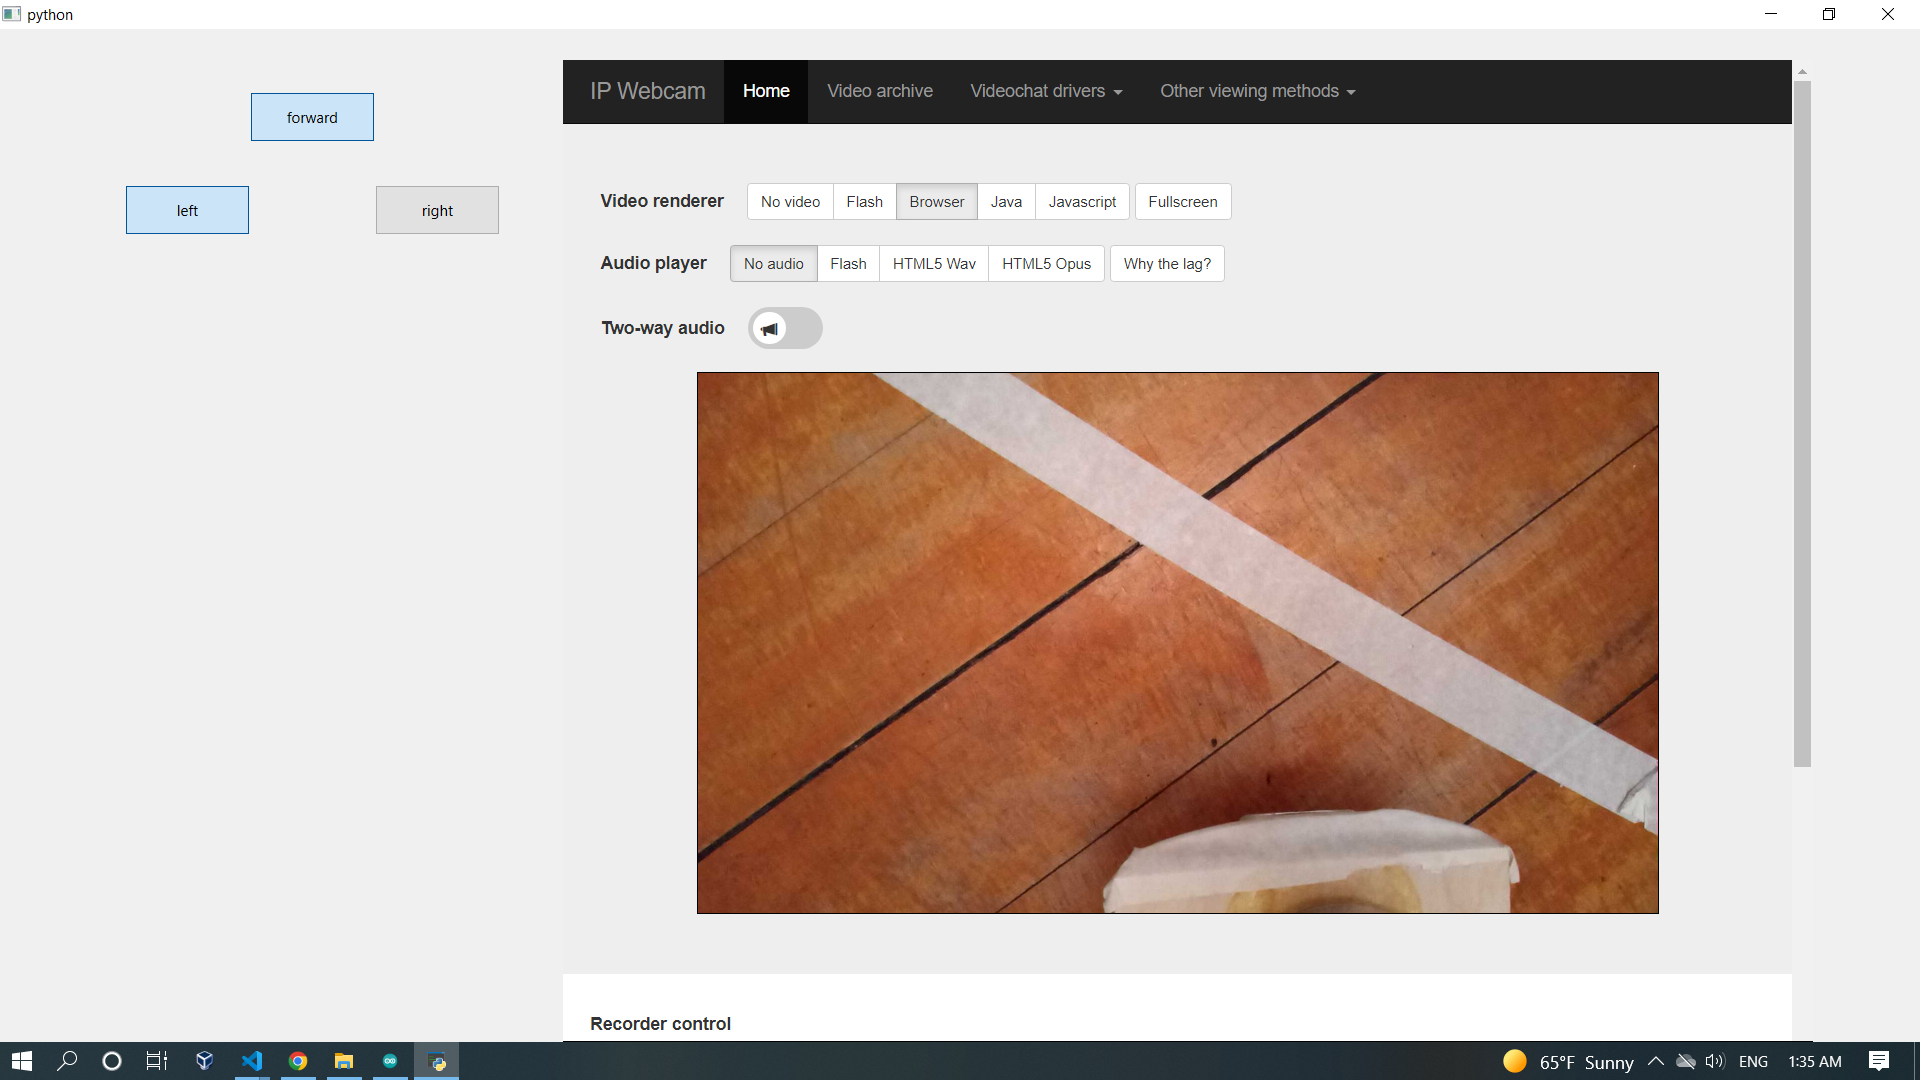 python
forward
left
right
IP Webcam Home Video archive Videochat drivers Other viewing methods
Video renderer No video Flash Browser Java Javascript Fullscreen
Audio player No audio Flash HTML5 Wav HTML5 Opus Why the lag?
Two-way audio
Recorder control
65°F Sunny ENG 1:35 AM